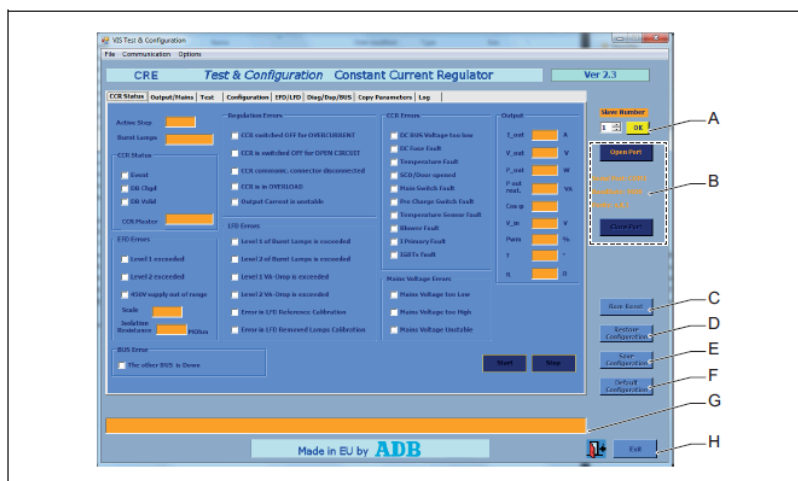 VIS Test & Configuration
File Communication Options
CRE Test & Configuration Constant Current Regulator Ver 2.3
CCR Status Output/Mains Test Configuration EFD/LFD Diag/Dap/BUS Copy Parameters Log
Active Step
Burnt Lamps
CCR Status
Event
DB Chgd
DB Valid
CCR Master
EFD Errors
Level 1 exceeded
Level 2 exceeded
450V supply out of range
Scale
Isolation
Resistance MOhm
BUS Error
The other BUS is Down
Regulation Errors
CCR switched OFF for OVERCURRENT
CCR is switched OFF for OPEN CIRCUIT
CCR communic. connector disconnected
CCR is in OVERLOAD
Output Current is unstable
LFD Errors
Level 1 of Burnt Lamps is exceeded
Level 2 of Burnt Lamps is exceeded
Level 1 VA-Drop is exceeded
Level 2 VA-Drop is exceeded
Error in LFD Reference Calibration
Error in LFD Removed Lamps Calibration
CCR Errors
DC BUS Voltage too low
DC Fuse Fault
Temperature Fault
SCO/Door opened
Main Switch Fault
Pre Charge Switch Fault
Temperature Sensor Fault
Blower Fault
I Primary Fault
IGBTs Fault
Mains Voltage Errors
Mains Voltage too Low
Mains Voltage too High
Mains Voltage Unstable
Output
I_out A
V_out V
P_out W
P out
reat. VA
Cos φ
V_in V
Pwm %
T °
R Ω
Start Stop
Slave Number
1 OK
Open Port
Close Port
Restore
Configuration
Save
Configuration
Default
Configuration
Made in EU by ADB
Exit
A
B
C
D
E
F
G
H